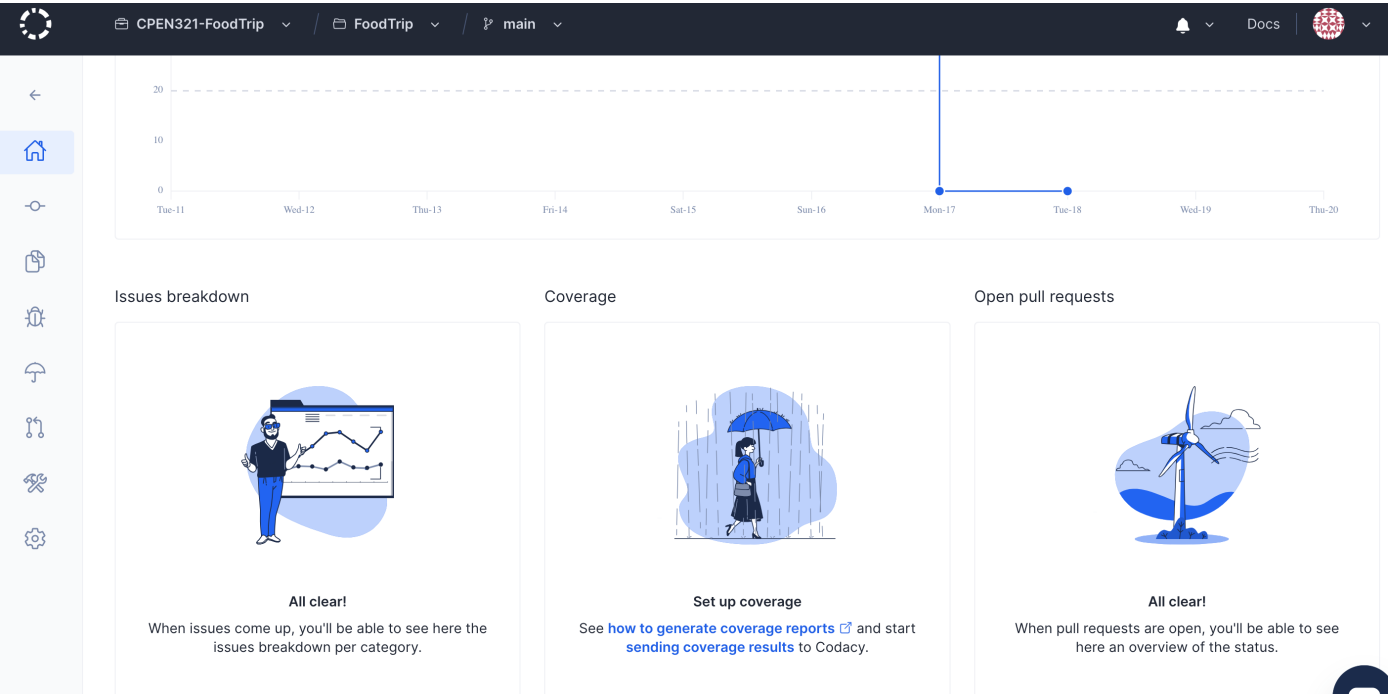 CPEN321-FoodTrip FoodTrip main Docs
20
10
0
Tue-11 Wed-12 Thu-13 Fri-14 Sat-15 Sun-16 Mon-17 Tue-18 Wed-19 Thu-20
Issues breakdown
All clear!
When issues come up, you'll be able to see here the
issues breakdown per category.
Coverage
Set up coverage
See how to generate coverage reports and start
sending coverage results to Codacy.
Open pull requests
All clear!
When pull requests are open, you'll be able to see
here an overview of the status.